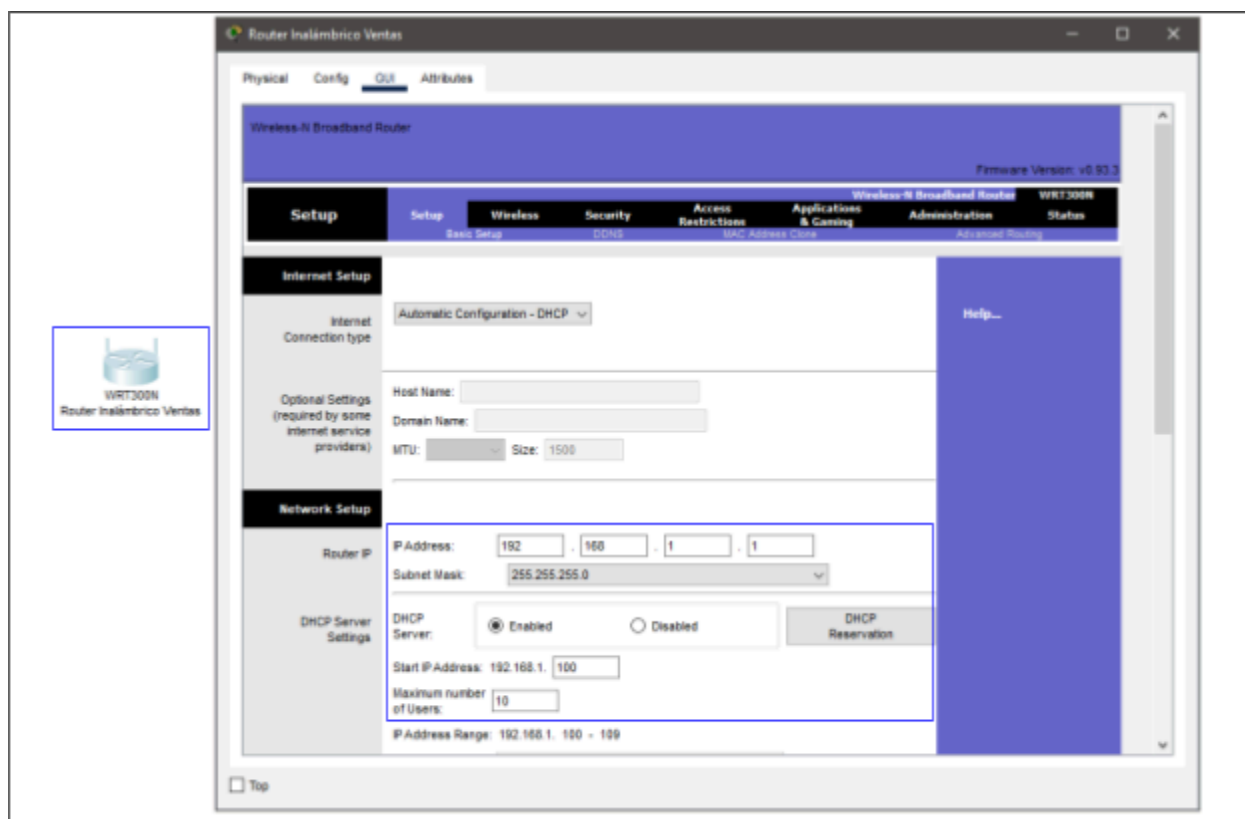 Router Inalámbrico Ventas
Physical Config GUI Attributes
Wireless-N Broadband Router
Firmware Version: v0.93.3
Wireless-N Broadband Router WRT300N
Setup
Setup Wireless Security Access Restrictions Applications & Gaming Administration Status
Basic Setup DDNS MAC Address Clone Advanced Routing
Internet Setup
Internet
Connection type
Automatic Configuration - DHCP
Help...
WRT300N
Router Inalámbrico Ventas
Optional Settings
(required by some
internet service
providers)
Host Name:
Domain Name:
MTU: Size: 1500
Network Setup
Router IP
IP Address: 192 . 168 . 1 . 1
Subnet Mask: 255.255.255.0
DHCP Server
Settings
DHCP
Server:
Enabled Disabled
DHCP
Reservation
Start IP Address: 192.168.1. 100
Maximum number
of Users:
10
IP Address Range: 192.168.1. 100 - 109
Top